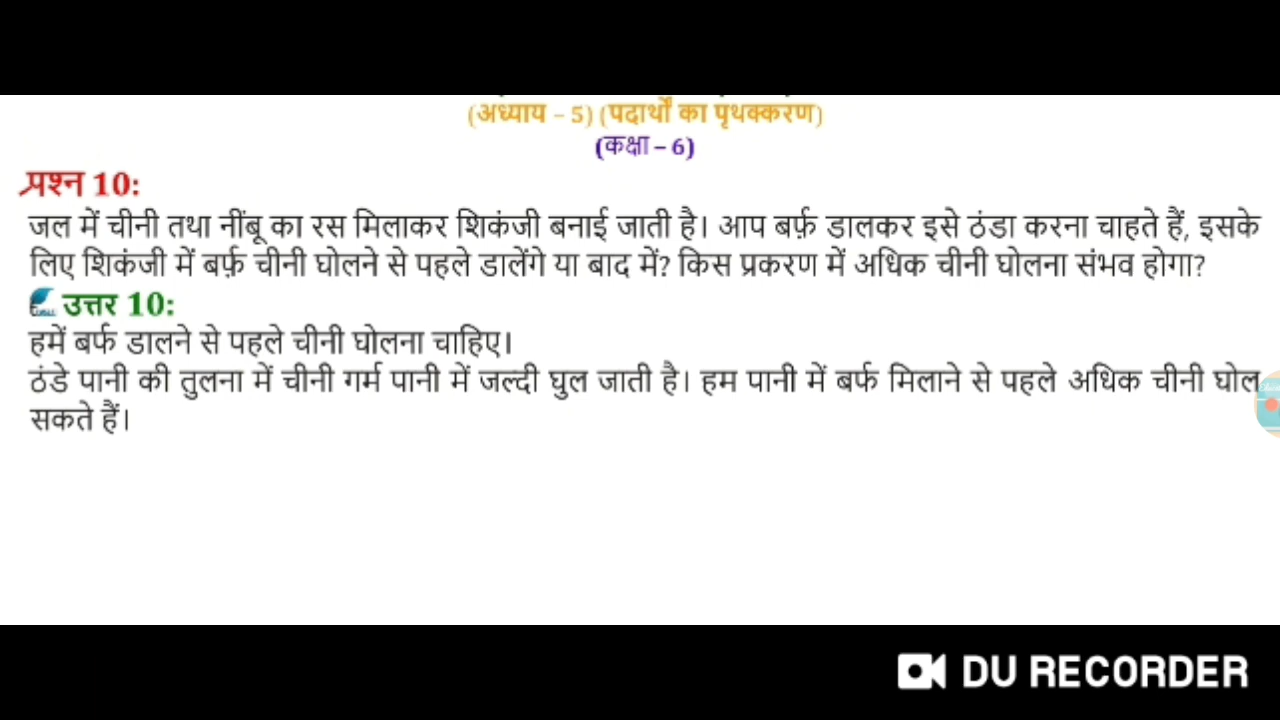 (अध्याय – 5) (पदार्थों का पृथक्करण)
(कक्षा – 6)
प्रश्न 10:
जल में चीनी तथा नींबू का रस मिलाकर शिकंजी बनाई जाती है। आप बर्फ़ डालकर इसे ठंडा करना चाहते हैं, इसके
लिए शिकंजी में बर्फ़ चीनी घोलने से पहले डालेंगे या बाद में? किस प्रकरण में अधिक चीनी घोलना संभव होगा?
उत्तर 10:
हमें बर्फ डालने से पहले चीनी घोलना चाहिए।
ठंडे पानी की तुलना में चीनी गर्म पानी में जल्दी घुल जाती है। हम पानी में बर्फ मिलाने से पहले अधिक चीनी घोल
सकते हैं।
DU RECORDER